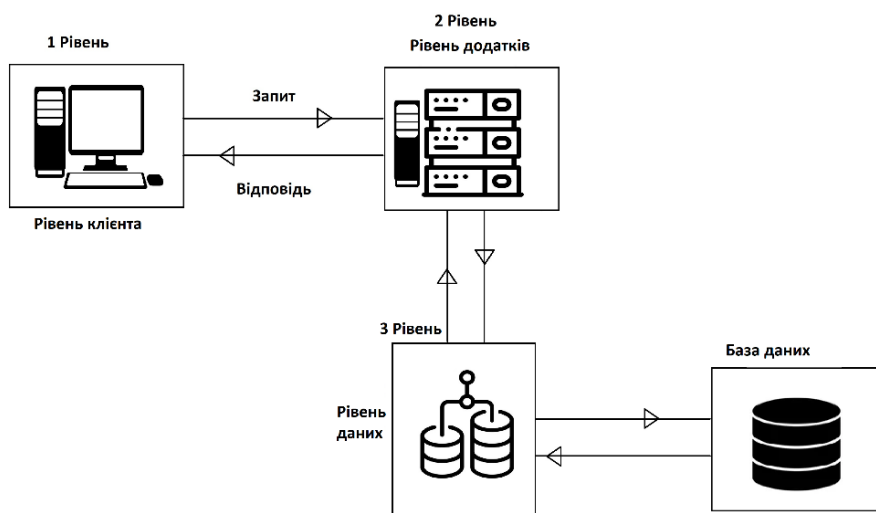 1 Рівень
2 Рівень
Рівень додатків
Запит
Відповідь
Рівень клієнта
3 Рівень
Рівень
даних
База даних